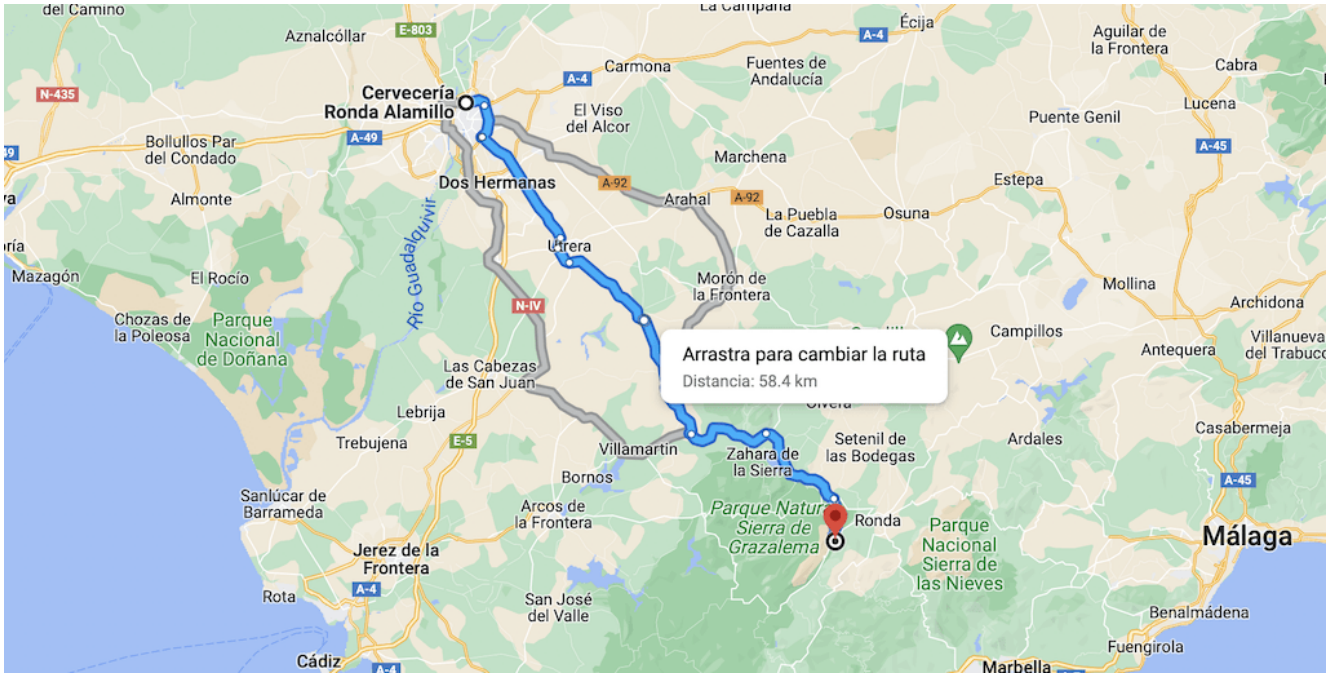 del Camino
La Campana
Écija
Aznalcóllar
E-803
A-4
Aguilar de
la Frontera
Carmona
Fuentes de
Andalucía
Cabra
A-4
N-435
Cervecería
Ronda Alamillo
El Viso
del Alcor
Lucena
Puente Genil
Bollullos Par
del Condado
A-49
A-45
49
Marchena
Dos Hermanas
A-92
Estepa
Almonte
Arahal
A-92
La Puebla
de Cazalla
Osuna
Río Guadalquivir
Utrera
Mazagón
El Rocío
Morón de
la Frontera
Mollina
Archidona
N-IV
Chozas de
la Poleosa
Parque
Nacional
de Doñana
Campillos
Villanueva
del Trabuco
Antequera
Arrastra para cambiar la ruta
Distancia: 58.4 km
Las Cabezas
de San Juan
Olvera
Lebrija
Casabermeja
Trebujena
E-5
Villamartín
Zahara de
la Sierra
Setenil de
las Bodegas
Ardales
Bornos
A-45
Sanlúcar de
Barrameda
Arcos de
la Frontera
Parque Natura
Sierra de
Grazalema
Ronda
Parque
Nacional
Sierra de
las Nieves
Málaga
Jerez de la
Frontera
A-4
Rota
San José
del Valle
Benalmádena
Fuengirola
Cádiz
A-4
Marbella